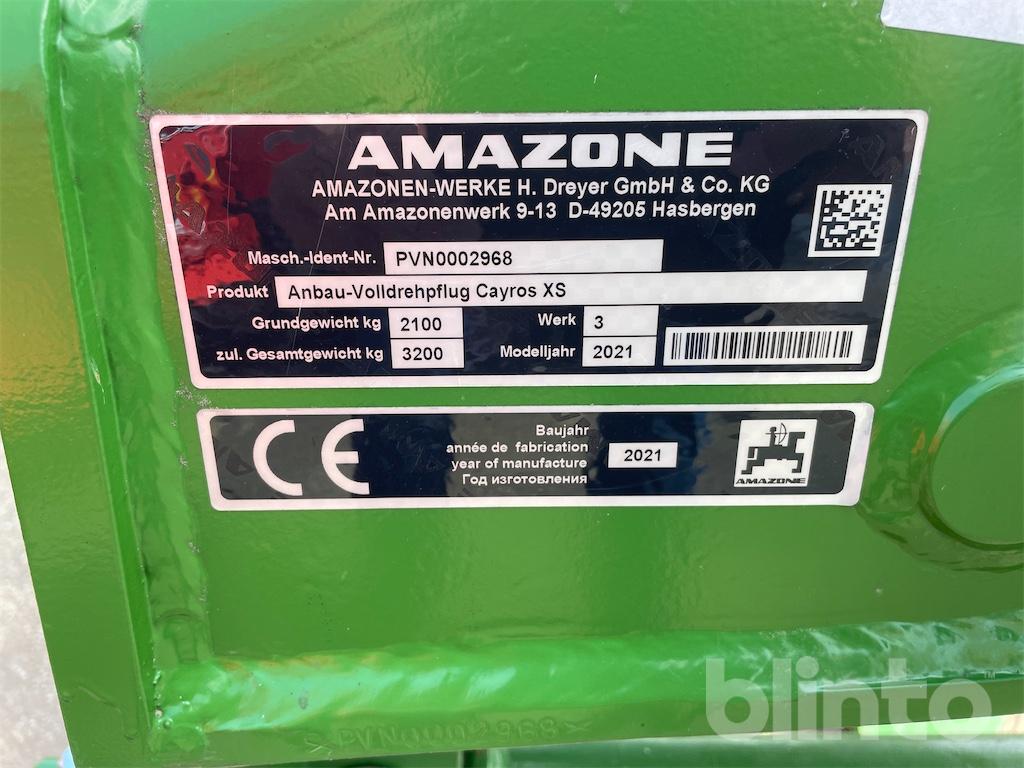 AMAZONE
AMAZONEN-WERKE H. Dreyer GmbH & Co. KG
Am Amazonenwerk 9-13 D-49205 Hasbergen
Masch.-Ident-Nr. PVN0002968
Produkt Anbau-Volldrehpflug Cayros XS
Grundgewicht kg 2100 Werk 3
zul. Gesamtgewicht kg 3200 Modelljahr 2021
CE
Baujahr
année de fabrication
year of manufacture
Год изготовления
2021
AMAZONE
PVN0002968
blinto™